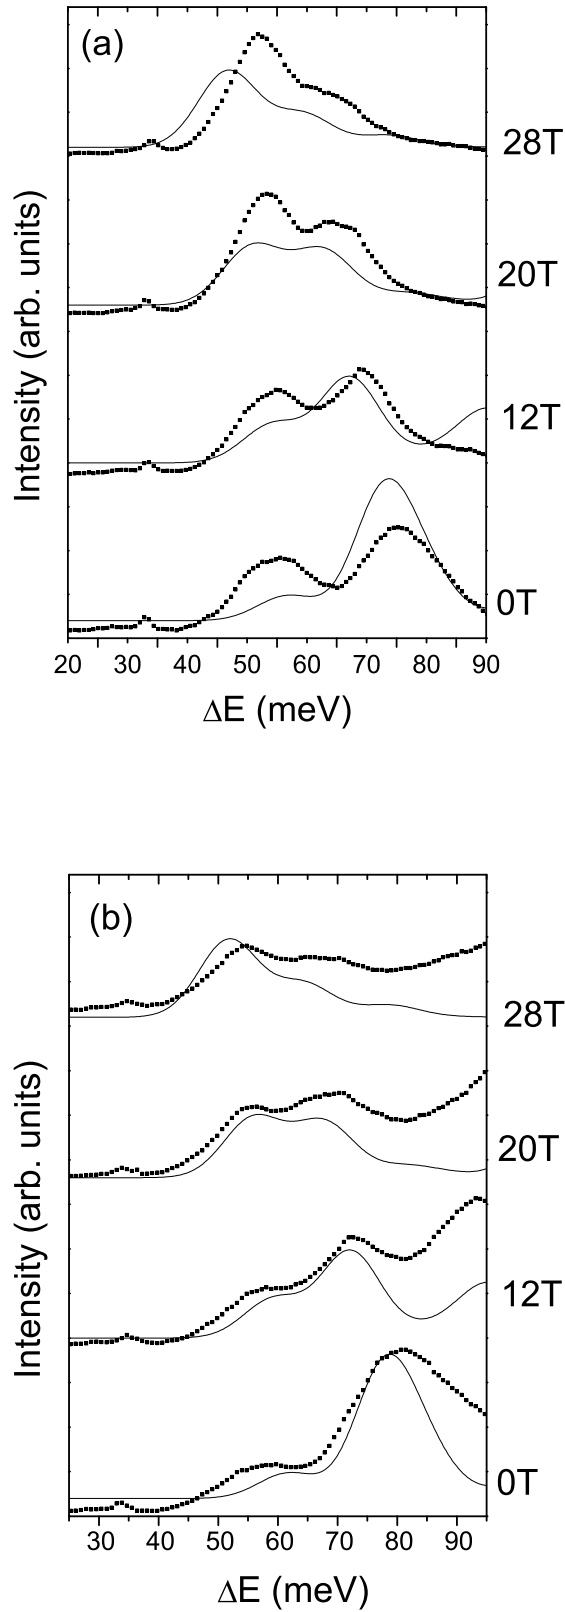 (a)
28T
20T
12T
0T
Intensity (arb. units)
20 30 40 50 60 70 80 90
ΔE (meV)
(b)
28T
20T
12T
0T
Intensity (arb. units)
30 40 50 60 70 80 90
ΔE (meV)